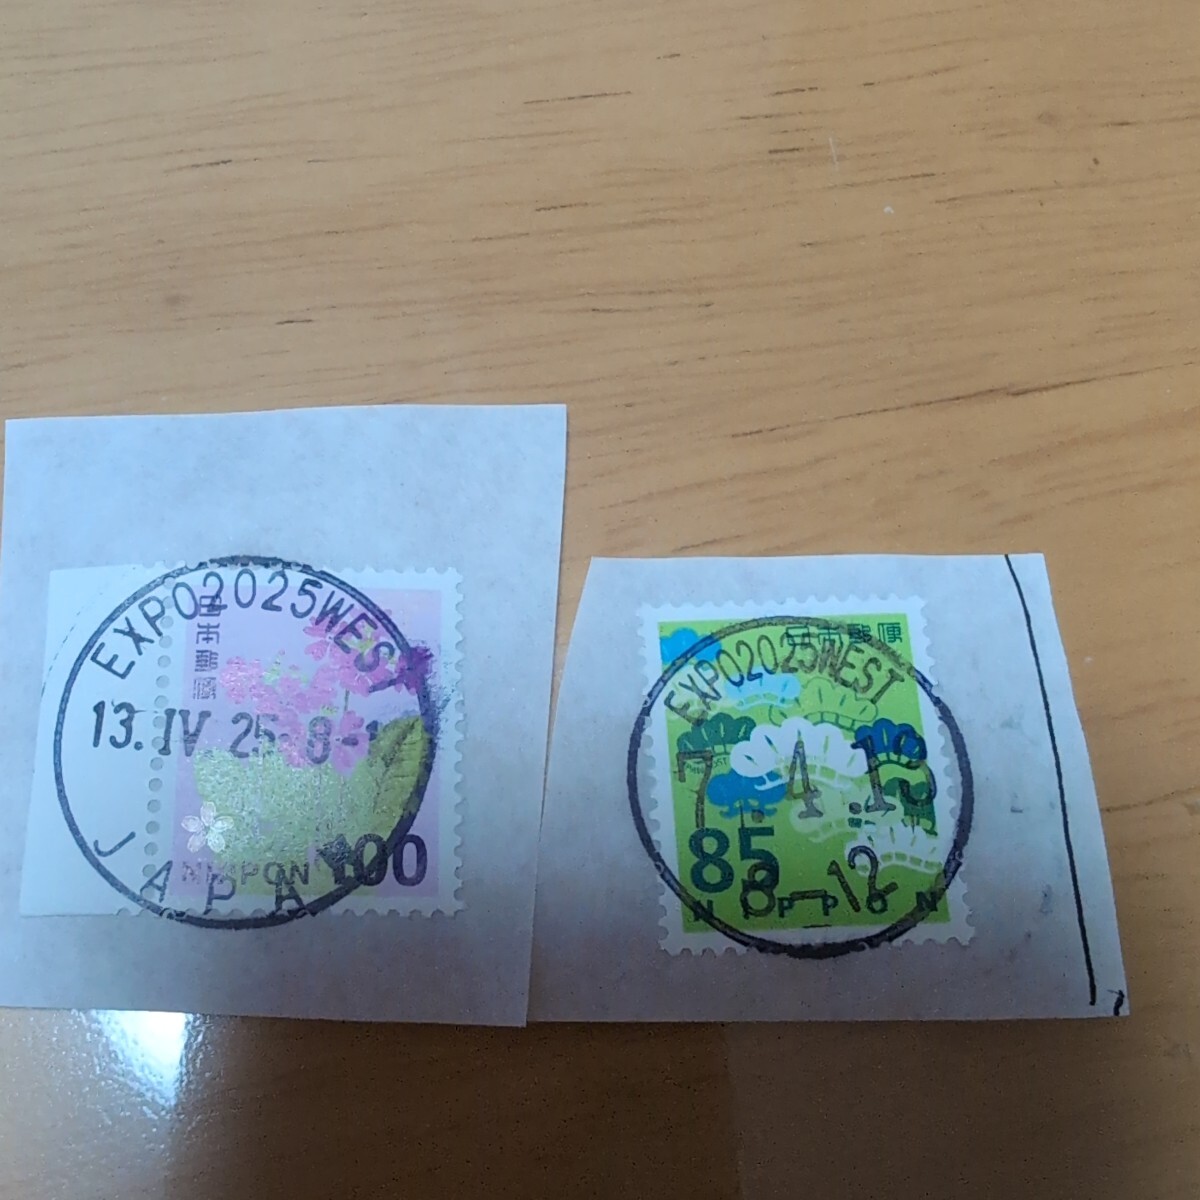 EXPO2025WEST
13.IV 25 8-1
JAPA
日本郵便
NIPPON
100
EXPO2025WEST
日本郵便
7.4.13
85
8-12
NIPPON